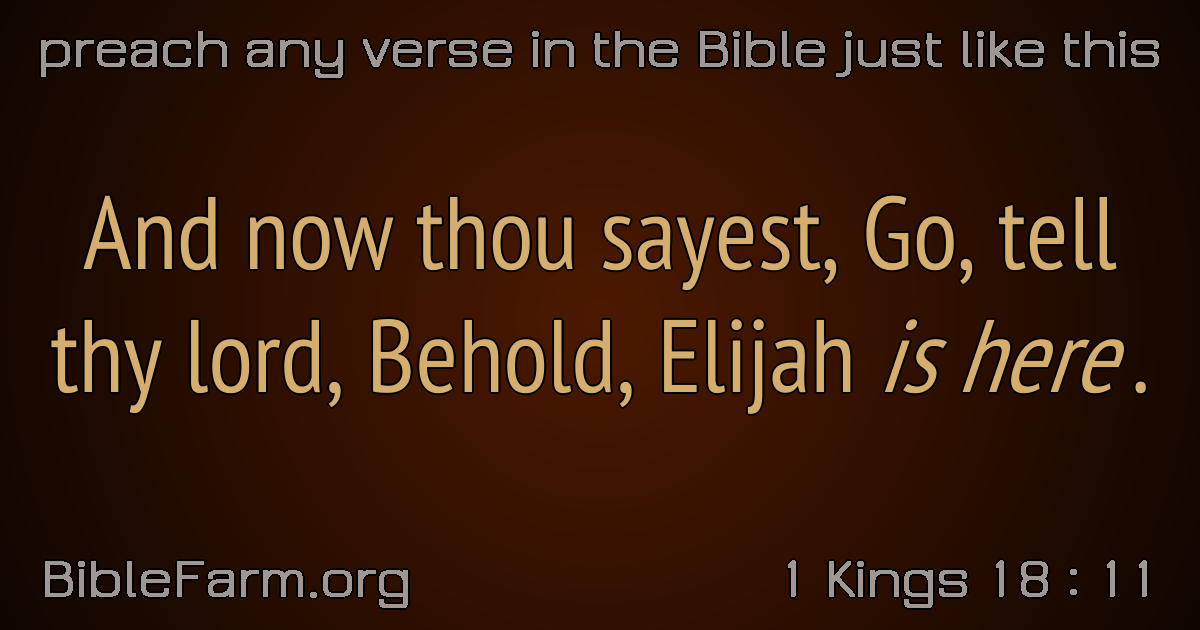 preach any verse in the Bible just like this
And now thou sayest, Go, tell
thy lord, Behold, Elijah is here.
BibleFarm.org
1 Kings 18 : 11